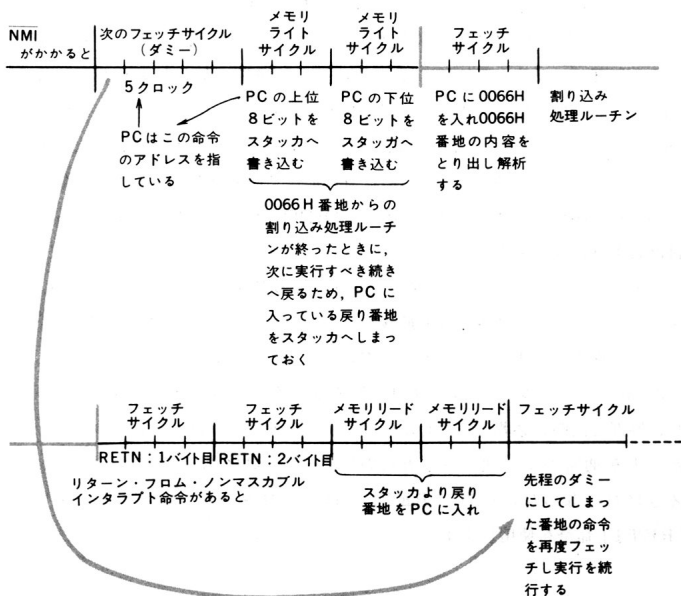 NMI
がかかると
次のフェッチサイクル
(ダミー)
メモリ
ライト
サイクル
メモリ
ライト
サイクル
フェッチ
サイクル
5クロック
PCはこの命令
のアドレスを指
している
PCの上位
8ビットを
スタッカへ
書き込む
PCの下位
8ビットを
スタッガへ
書き込む
PCに0066H
を入れ0066H
番地の内容を
とり出し解析
する
割り込み
処理ルーチン
0066H番地からの
割り込み処理ルーチ
ンが終ったときに,
次に実行すべき続き
へ戻るため, PCに
入っている戻り番地
をスタッカへしまっ
ておく
フェッチ
サイクル
フェッチ
サイクル
メモリリード
サイクル
メモリリード
サイクル
フェッチサイクル
RETN:1バイト目
RETN:2バイト目
リターン・フロム・ノンマスカブル
インタラプト命令があると
スタッカより戻り
番地をPCに入れ
先程のダミー
にしてしまっ
た番地の命令
を再度フェッ
チし実行を続
行する